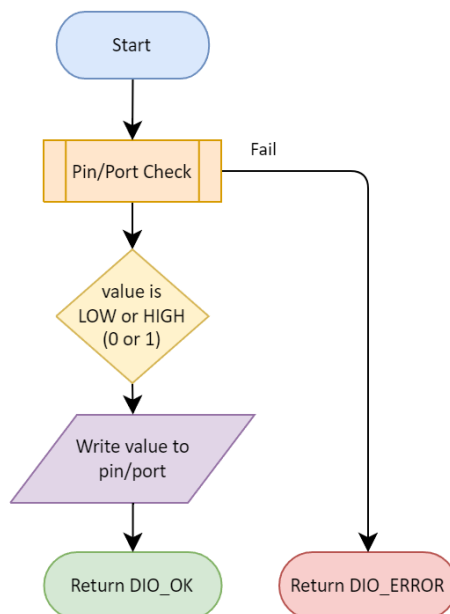 Start
Pin/Port Check
Fail
value is
LOW or HIGH
(0 or 1)
Write value to
pin/port
Return DIO_OK
Return DIO_ERROR